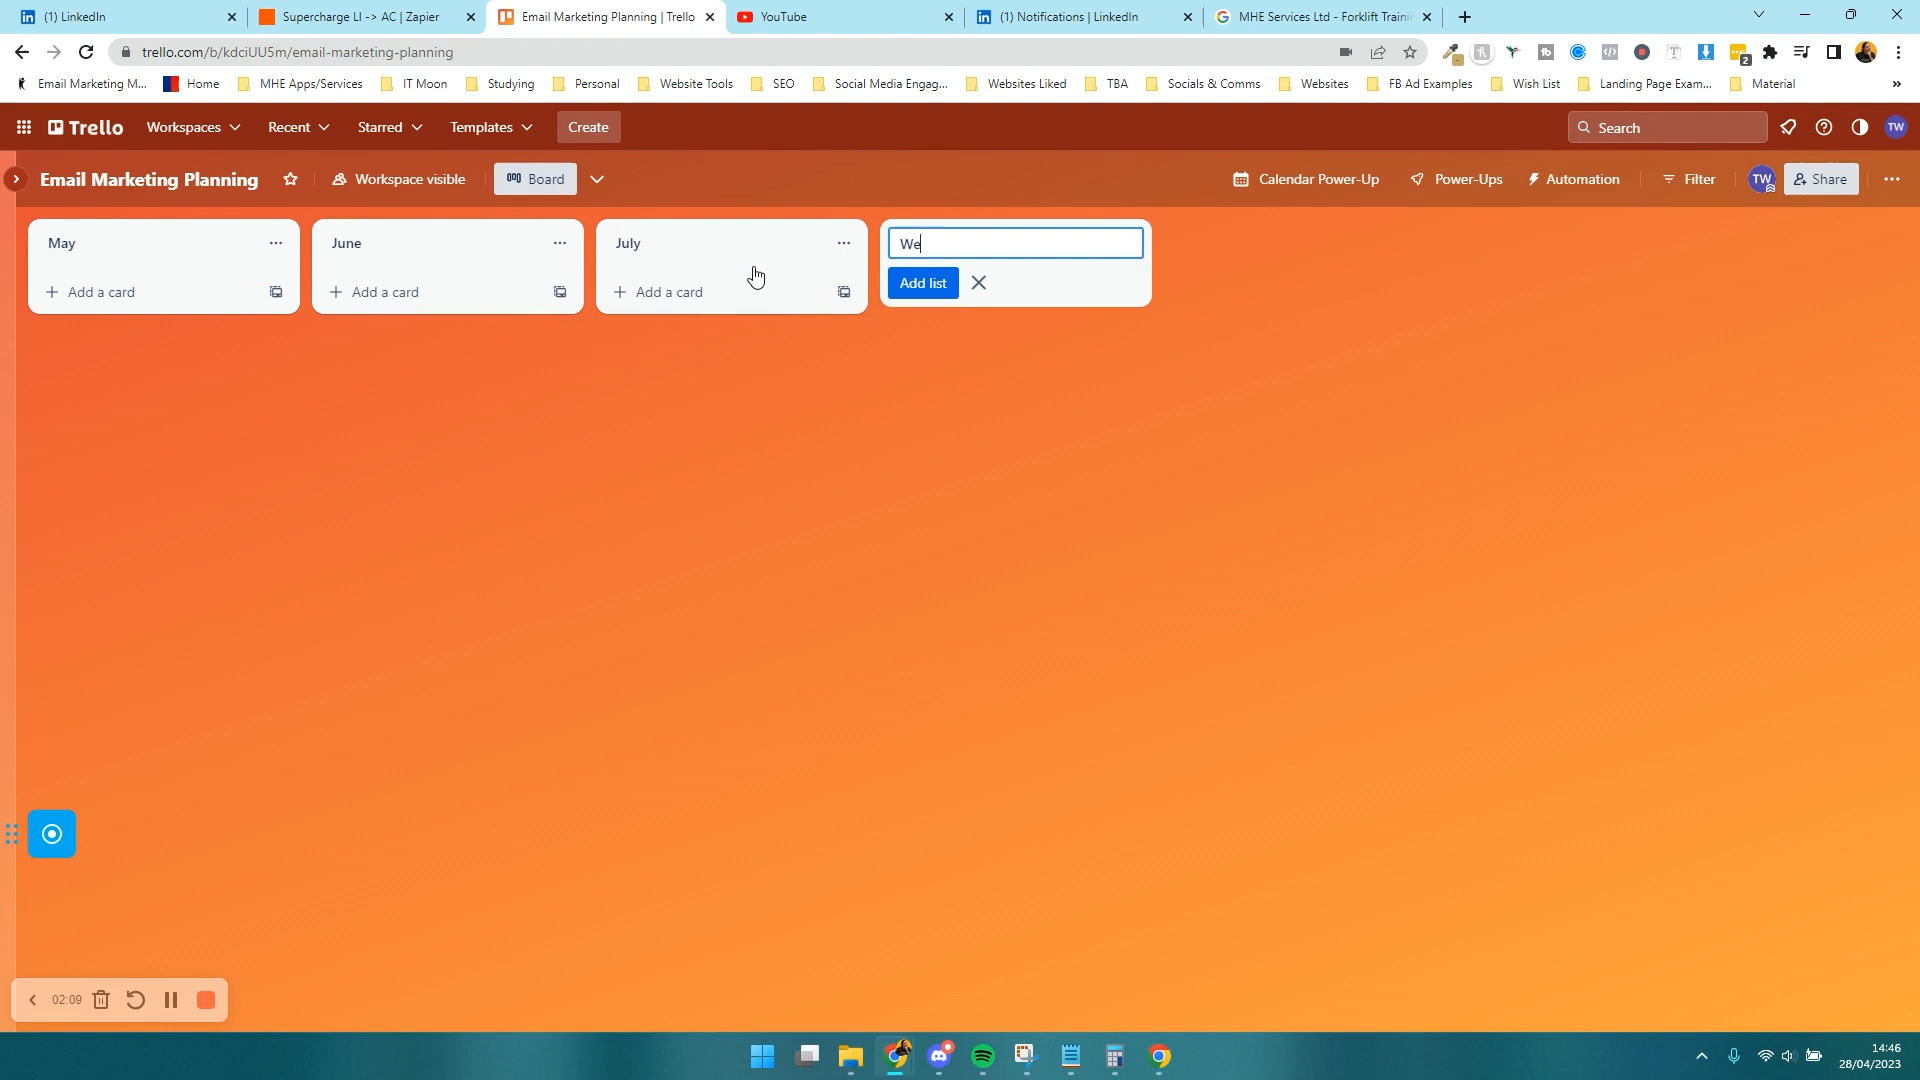 (1) LinkedIn
Supercharge LI -> AC | Zapier
Email Marketing Planning | Trello
YouTube
(1) Notifications | LinkedIn
MHE Services Ltd - Forklift Trainin
trello.com/b/kdciUU5m/email-marketing-planning
2
Email Marketing M...
Home
MHE Apps/Services
IT Moon
Studying
Personal
Website Tools
SEO
Social Media Engag...
Websites Liked
TBA
Socials & Comms
Websites
FB Ad Examples
Wish List
Landing Page Exam...
Material
»
Trello
Workspaces
Recent
Starred
Templates
Create
Search
TW
Email Marketing Planning
Workspace visible
Board
Calendar Power-Up
Power-Ups
Automation
Filter
TW
Share
May
June
July
We
Add a card
Add a card
Add a card
Add list
02:09
14:46
28/04/2023